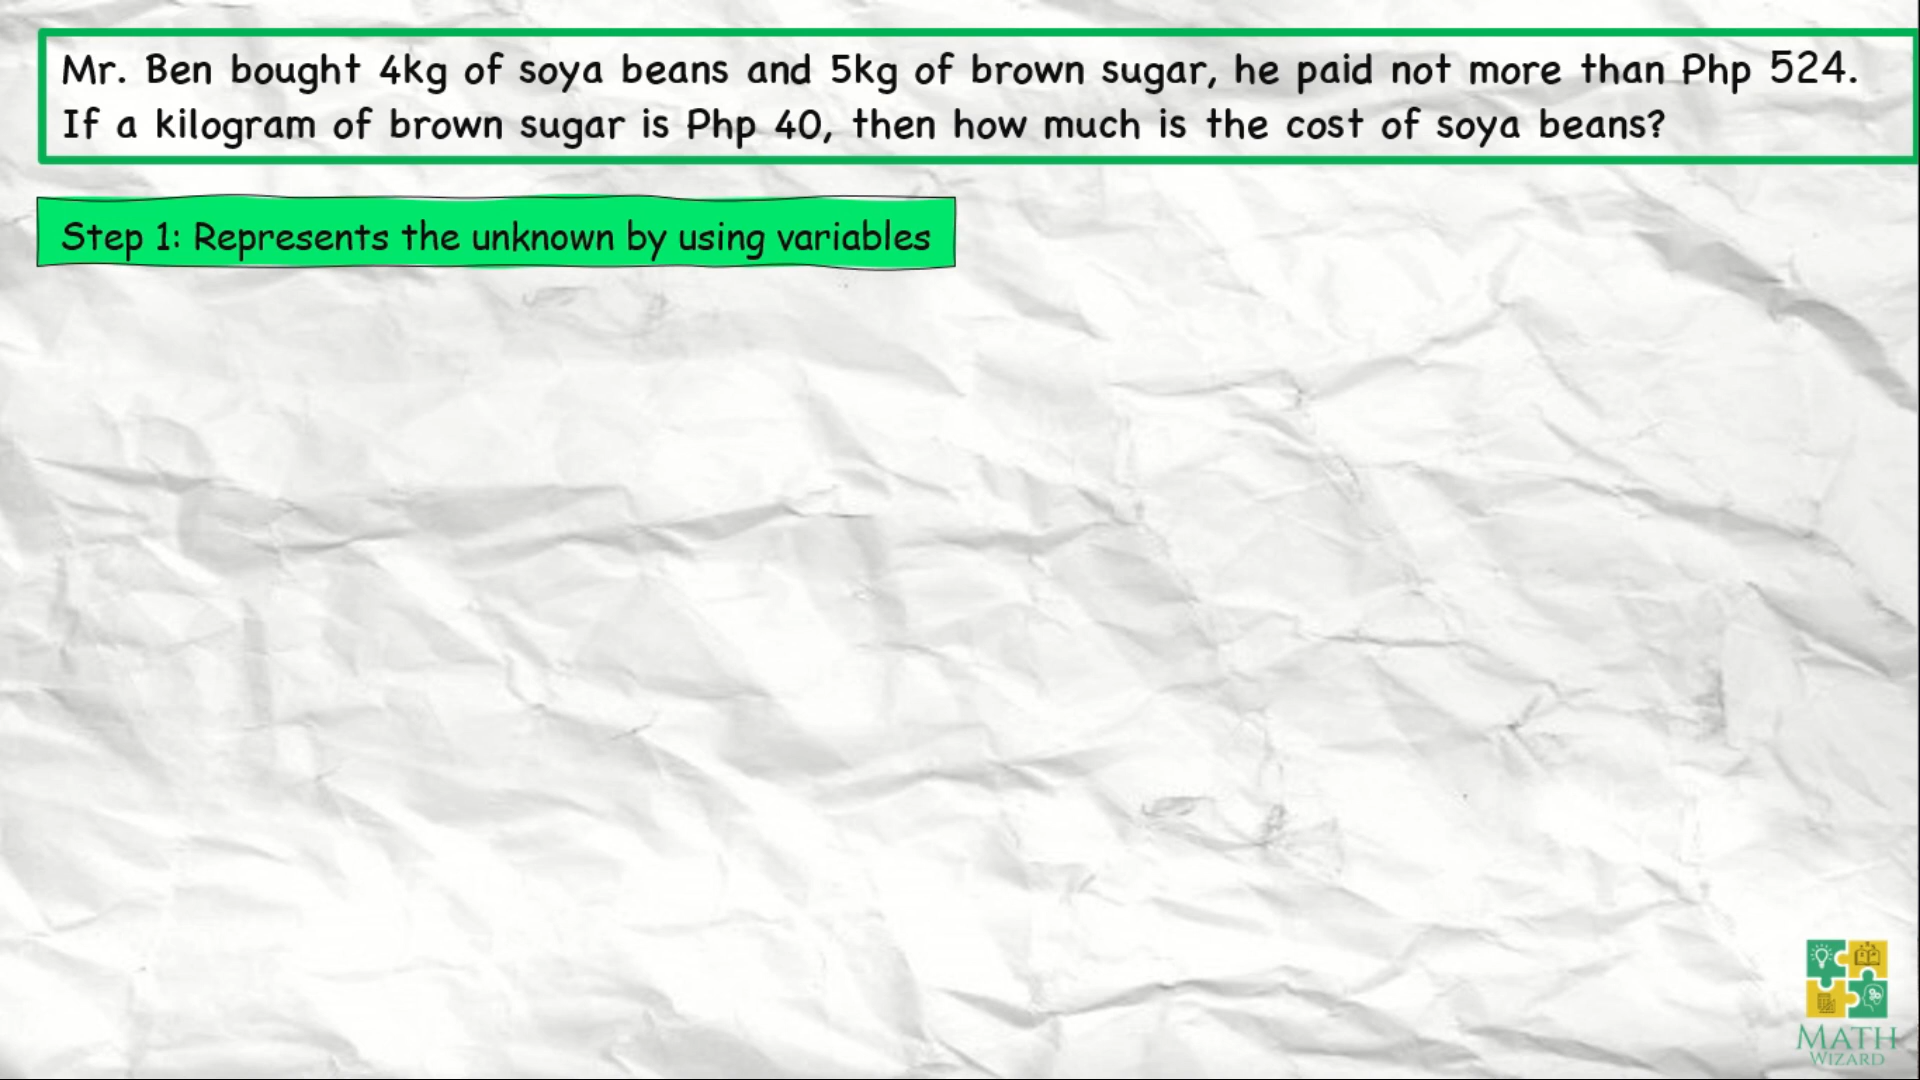 Mr. Ben bought 4kg of soya beans and 5kg of brown sugar, he paid not more than Php 524.
If a kilogram of brown sugar is Php 40, then how much is the cost of soya beans?
Step 1: Represents the unknown by using variables
MATH
WIZARD